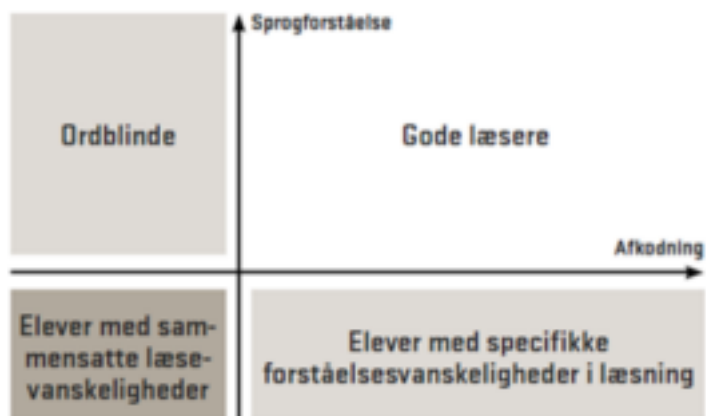 Sprogforståelse
Ordblinde
Gode læsere
Afkodning
Elever med sam-
mensatte læse-
vanskeligheder
Elever med specifikke
forståelsesvanskeligheder i læsning